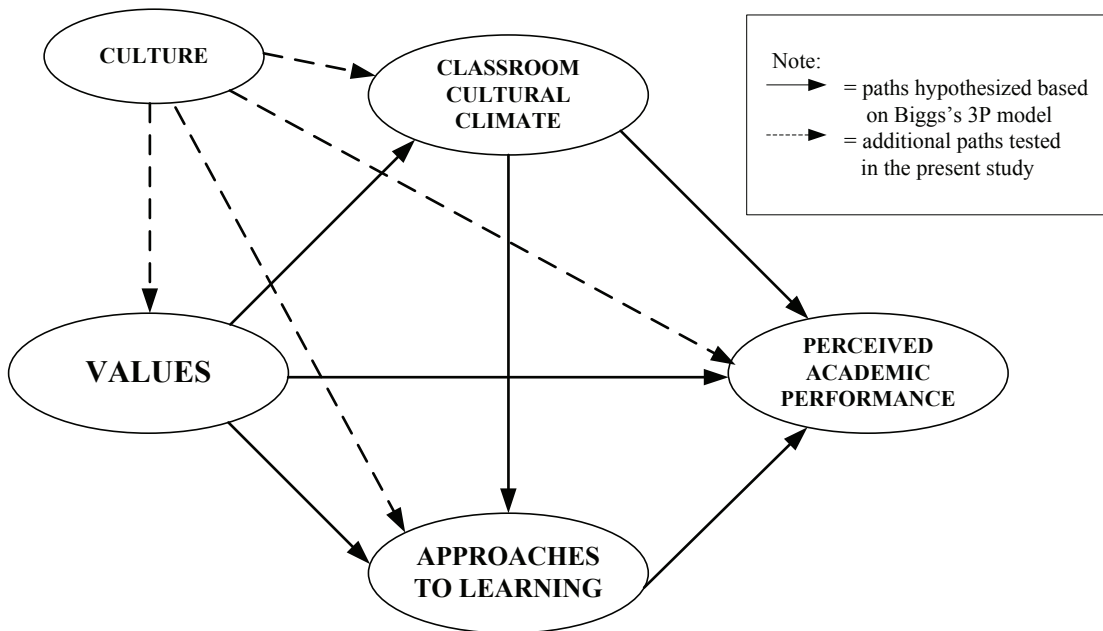 CULTURE
CLASSROOM
CULTURAL
CLIMATE
Note:
= paths hypothesized based
on Biggs's 3P model
= additional paths tested
in the present study
VALUES
PERCEIVED
ACADEMIC
PERFORMANCE
APPROACHES
TO LEARNING